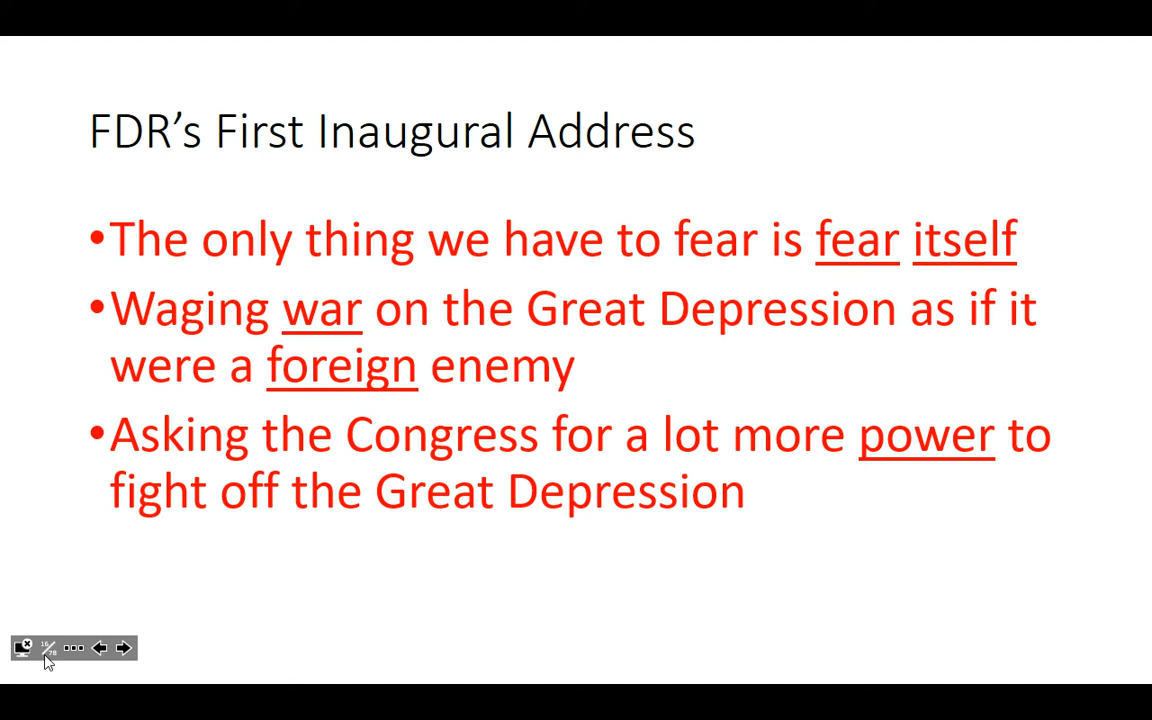 FDR’s First Inaugural Address
•The only thing we have to fear is fear itself
•Waging war on the Great Depression as if it
were a foreign enemy
•Asking the Congress for a lot more power to
fight off the Great Depression
16/78